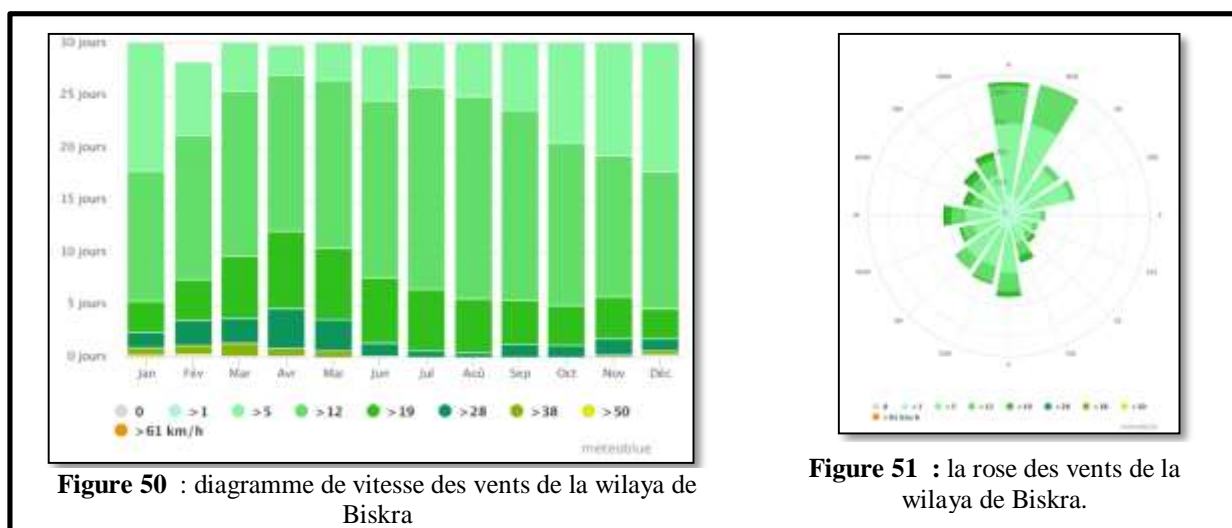 30 jours
25 jours
20 jours
15 jours
10 jours
5 jours
0 jours
Jan Fév Mar Avr Mai Jun Jul Aoû Sep Oct Nov Déc
0 >1 >5 >12 >19 >28 >38 >50
>61 km/h
meteoblue
Figure 50 : diagramme de vitesse des vents de la wilaya de
Biskra
meteoblue
Figure 51 : la rose des vents de la
wilaya de Biskra.